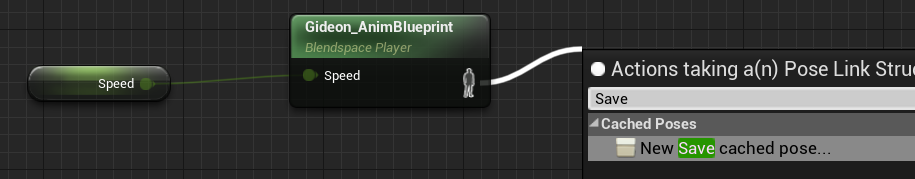 Gideon_AnimBlueprint
Blendspace Player
Speed
Speed
Actions taking a(n) Pose Link Stru
Save
Cached Poses
New Save cached pose...